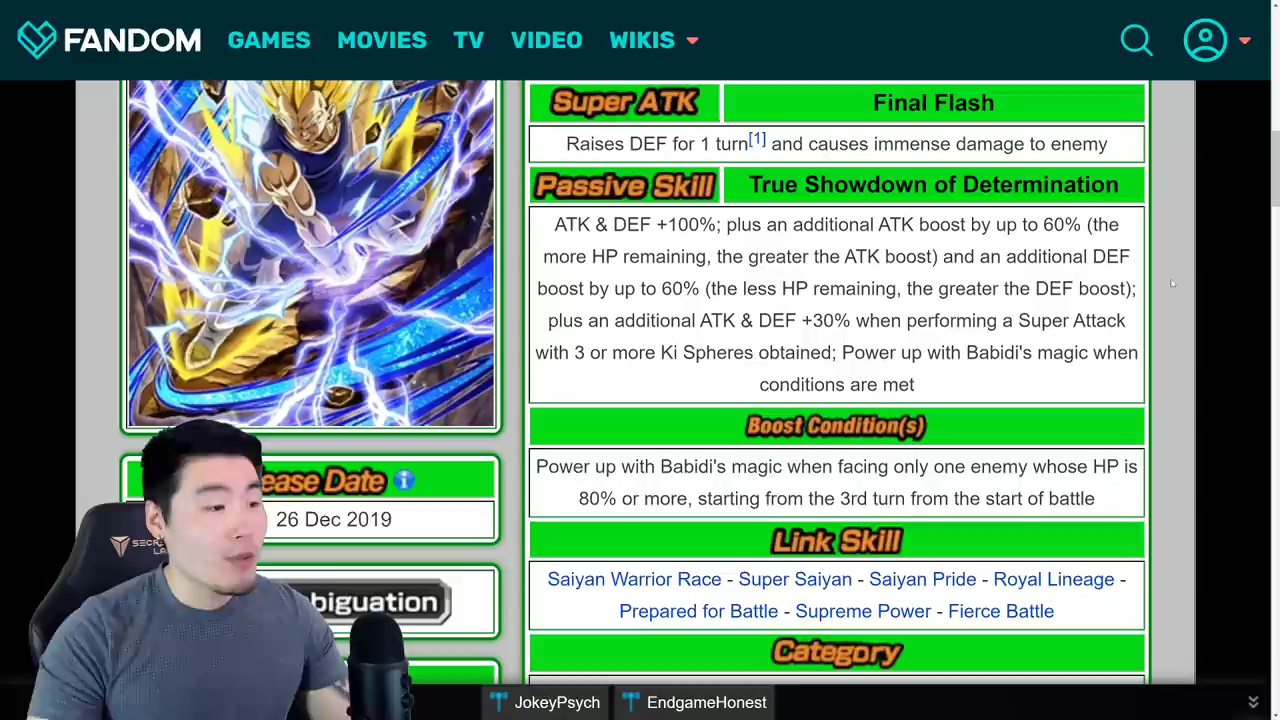 FANDOM GAMES MOVIES TV VIDEO WIKIS
Super ATK Final Flash
Raises DEF for 1 turn[1] and causes immense damage to enemy
Passive Skill True Showdown of Determination
ATK & DEF +100%; plus an additional ATK boost by up to 60% (the
more HP remaining, the greater the ATK boost) and an additional DEF
boost by up to 60% (the less HP remaining, the greater the DEF boost);
plus an additional ATK & DEF +30% when performing a Super Attack
with 3 or more Ki Spheres obtained; Power up with Babidi's magic when
conditions are met
Boost Condition(s)
Power up with Babidi's magic when facing only one enemy whose HP is
80% or more, starting from the 3rd turn from the start of battle
Link Skill
Saiyan Warrior Race - Super Saiyan - Saiyan Pride - Royal Lineage -
Prepared for Battle - Supreme Power - Fierce Battle
Category
ease Date
26 Dec 2019
biguation
JokeyPsych EndgameHonest